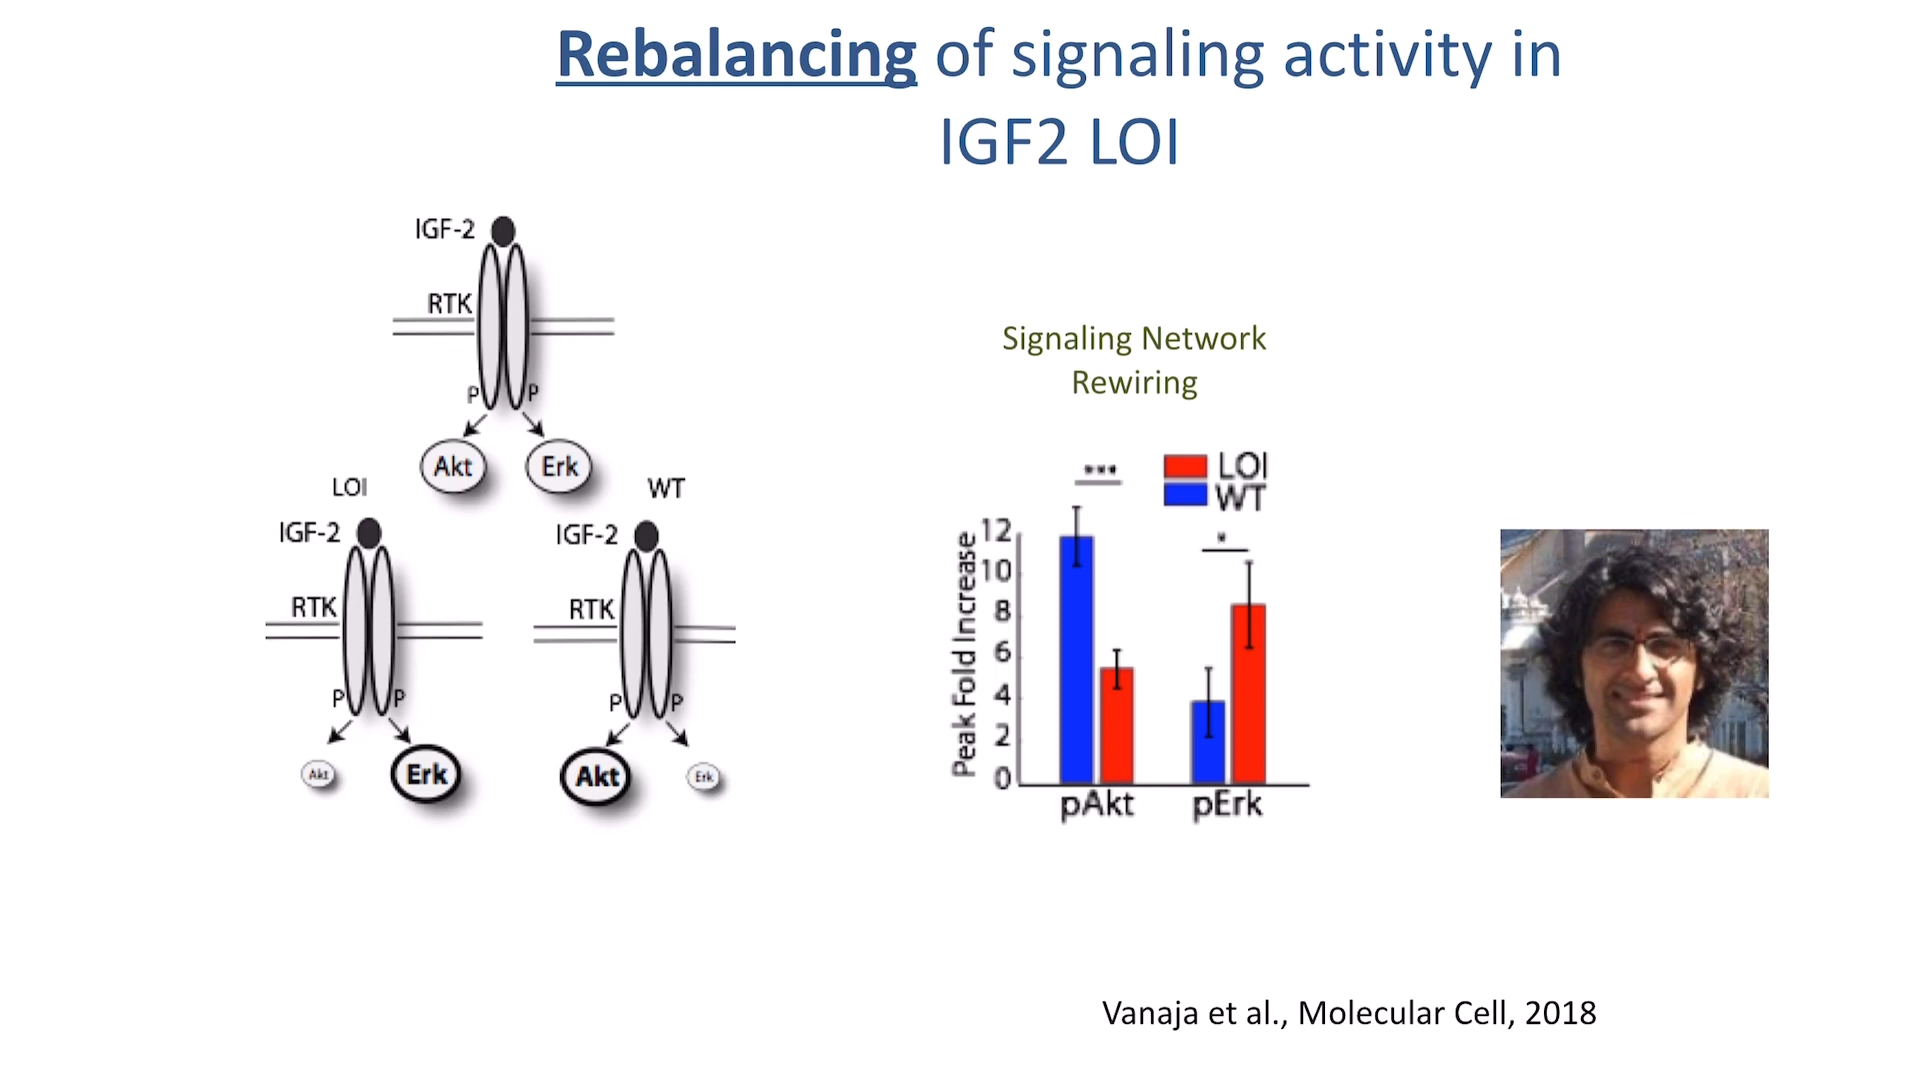 Rebalancing of signaling activity in
IGF2 LOI
IGF-2
RTK
P P
Akt Erk
LOI
IGF-2
RTK
P P
Akt Erk
WT
IGF-2
RTK
P P
Akt Erk
Signaling Network
Rewiring
***
LOI
WT
*
Peak Fold Increase
12
10
8
6
4
2
0
pAkt pErk
Vanaja et al., Molecular Cell, 2018